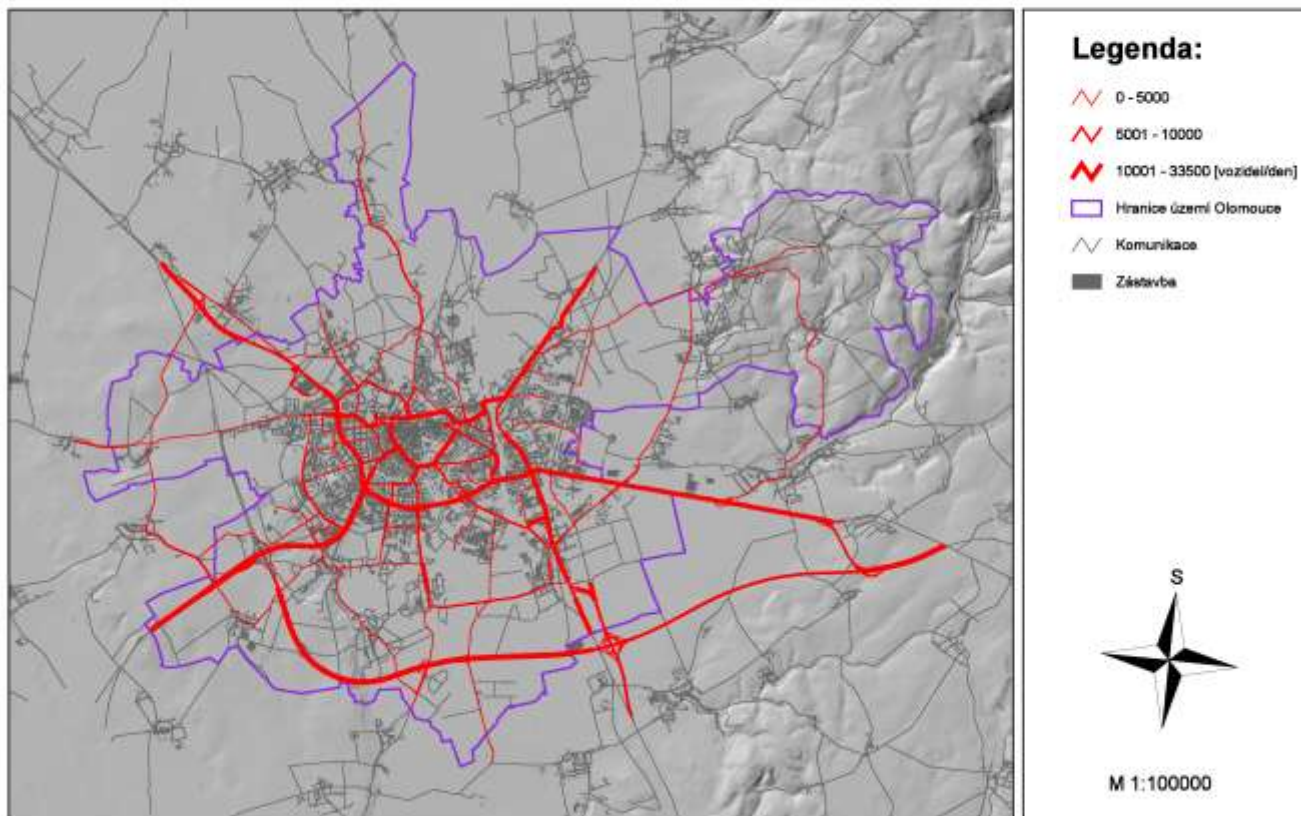 Legenda:
0 - 5000
5001 - 10000
10001 - 33500 [vozidel/den]
Hranice území Olomouce
Komunikace
Zástavba
S
M 1:100000